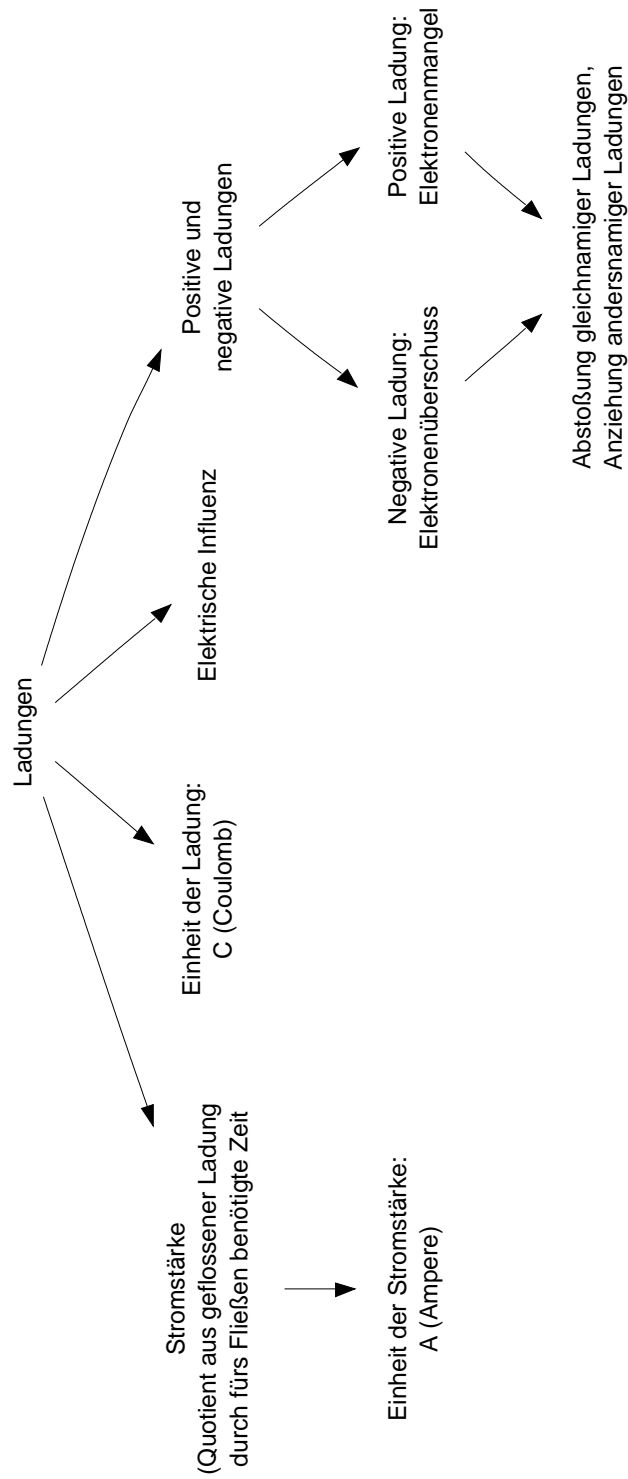 Ladungen
Stromstärke
(Quotient aus geflossener Ladung
durch fürs Fließen benötigte Zeit
Einheit der Ladung:
C (Coulomb)
Elektrische Influenz
Positive und
negative Ladungen
Einheit der Stromstärke:
A (Ampere)
Negative Ladung:
Elektronenüberschuss
Positive Ladung:
Elektronenmangel
Abstoßung gleichnamiger Ladungen,
Anziehung andersnamiger Ladungen